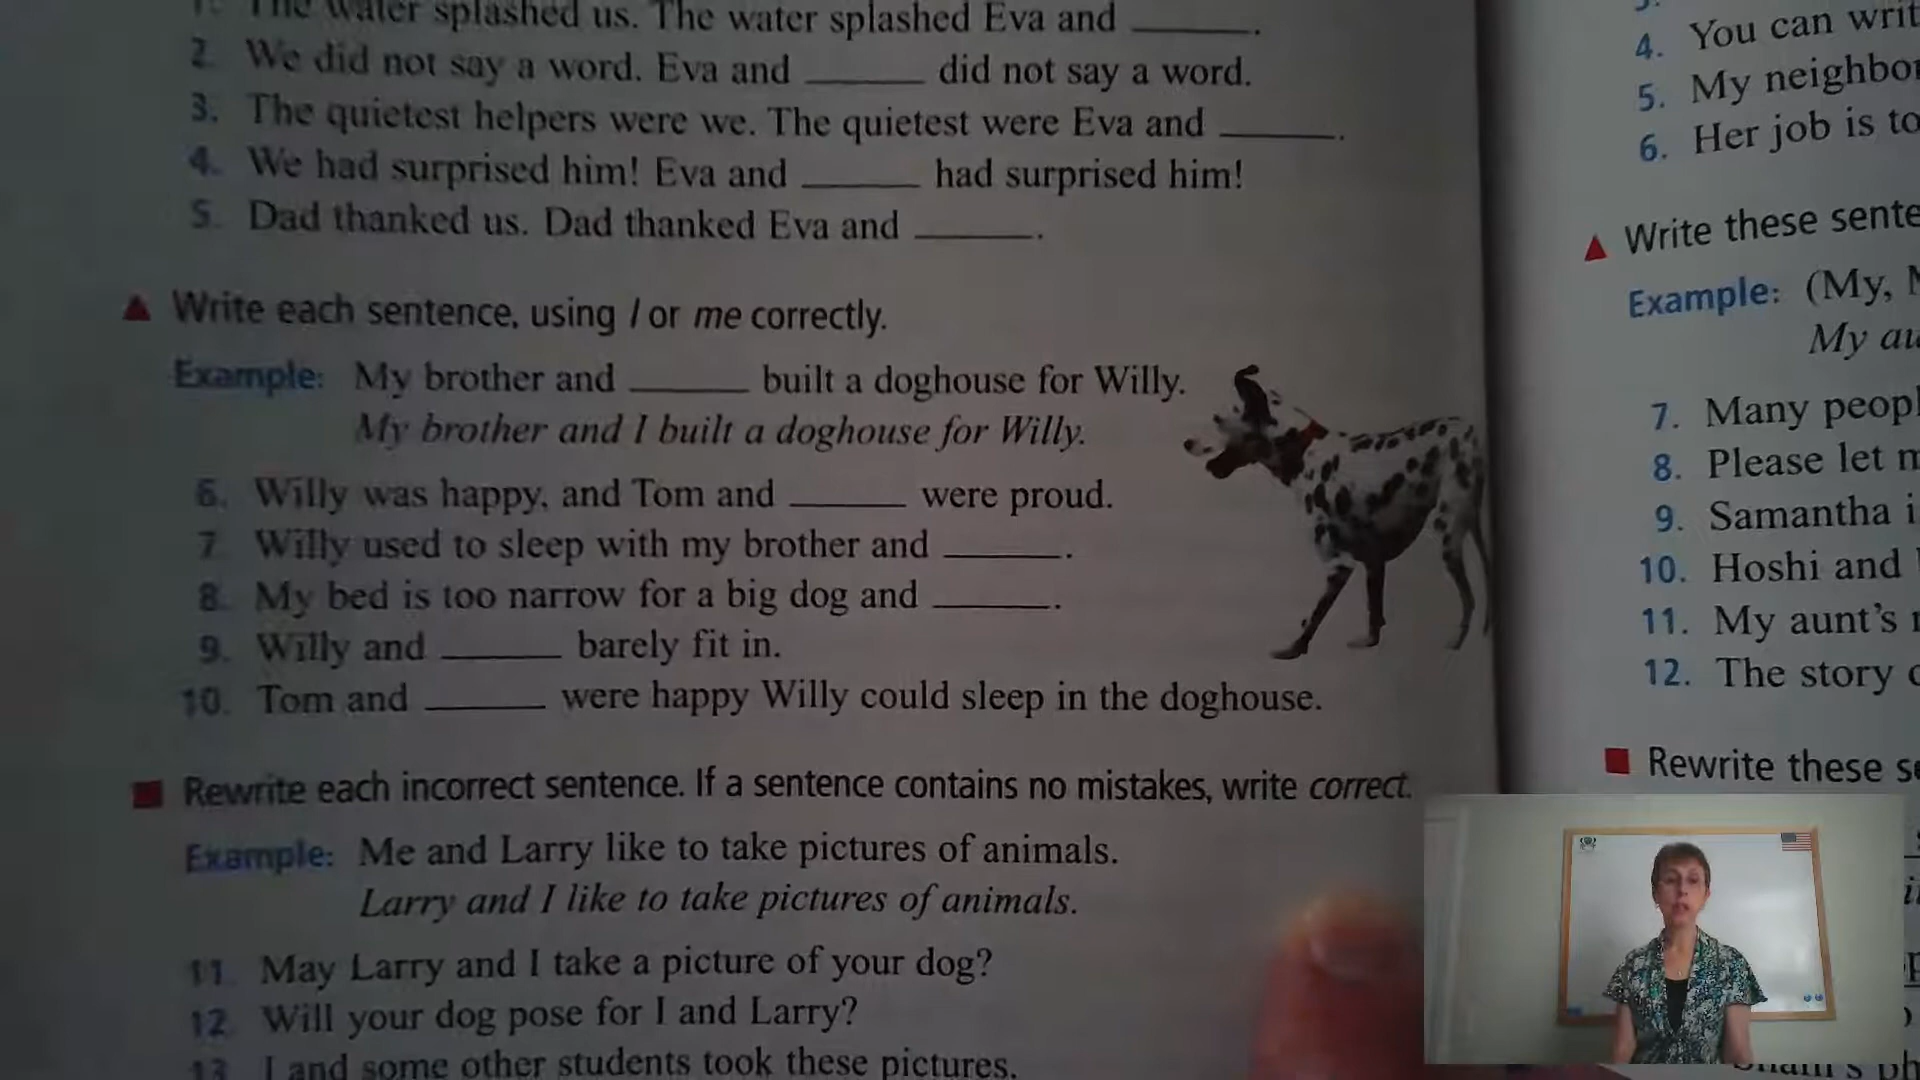 1. The water splashed us. The water splashed Eva and ______.
2. We did not say a word. Eva and ______ did not say a word.
3. The quietest helpers were we. The quietest were Eva and ______.
4. We had surprised him! Eva and ______ had surprised him!
5. Dad thanked us. Dad thanked Eva and ______.
▲ Write each sentence, using I or me correctly.
Example: My brother and ______ built a doghouse for Willy.
My brother and I built a doghouse for Willy.
6. Willy was happy, and Tom and ______ were proud.
7. Willy used to sleep with my brother and ______.
8. My bed is too narrow for a big dog and ______.
9. Willy and ______ barely fit in.
10. Tom and ______ were happy Willy could sleep in the doghouse.
■ Rewrite each incorrect sentence. If a sentence contains no mistakes, write correct.
Example: Me and Larry like to take pictures of animals.
Larry and I like to take pictures of animals.
11. May Larry and I take a picture of your dog?
12. Will your dog pose for I and Larry?
13. I and some other students took these pictures.
4. You can writ
5. My neighbor
6. Her job is to
▲ Write these sente
Example: (My,
My au
7. Many peopl
8. Please let
9. Samantha i
10. Hoshi and
11. My aunt's
12. The story
■ Rewrite these se